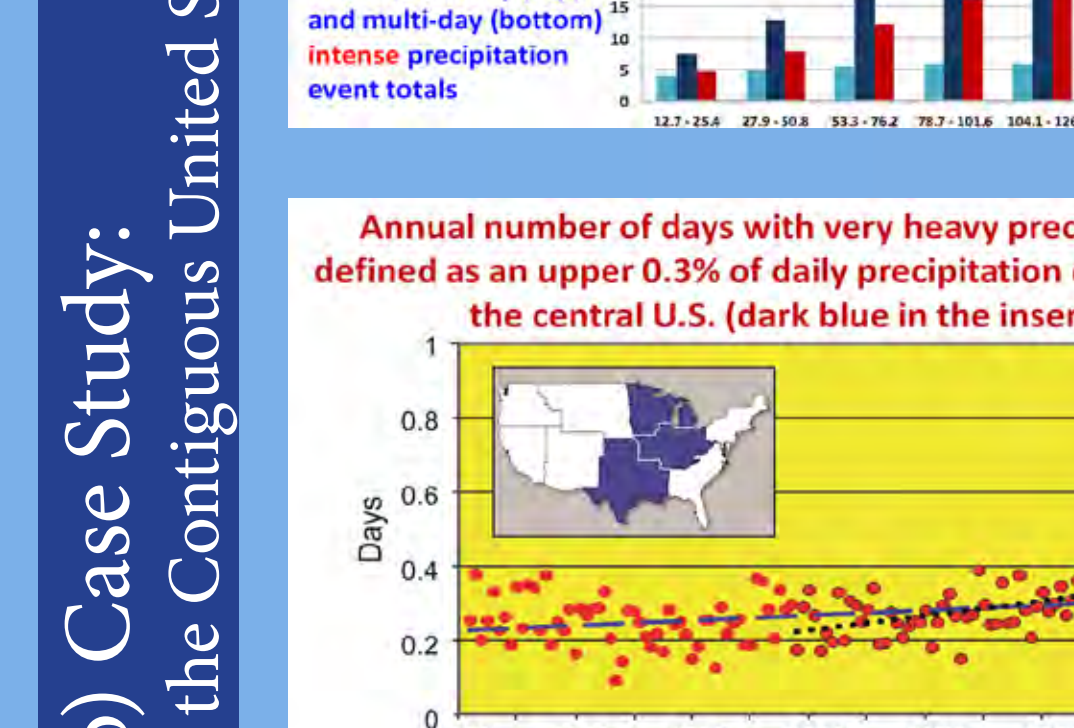 Case Study:
the Contiguous United
and multi-day (bottom)
intense precipitation
event totals
15
10
5
0
12.7 - 25.4 27.9 - 50.8 53.3 - 76.2 78.7 - 101.6 104.1 -
Annual number of days with very heavy
defined as an upper 0.3% of daily precipitation
the central U.S. (dark blue in the
1
0.8
0.6
0.4
0.2
0
Days